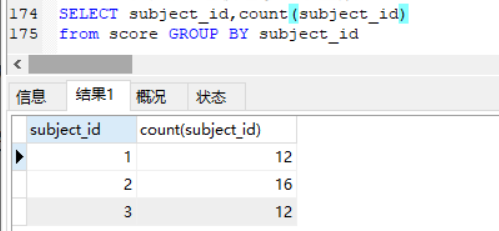 174 SELECT subject_id,count(subject_id)
175 from score GROUP BY subject_id
信息 结果1 概况 状态
subject_id count(subject_id)
1 12
2 16
3 12